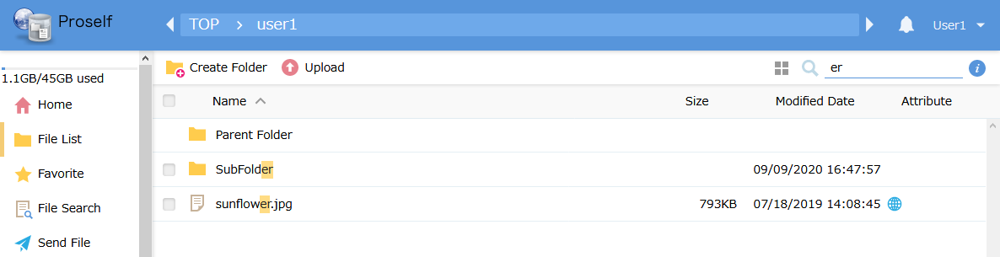 Proself
TOP > user1
User1
1.1GB/45GB used
Home
File List
Favorite
File Search
Send File
Create Folder Upload er
Name Size Modified Date Attribute
Parent Folder
SubFolder 09/09/2020 16:47:57
sunflower.jpg 793KB 07/18/2019 14:08:45